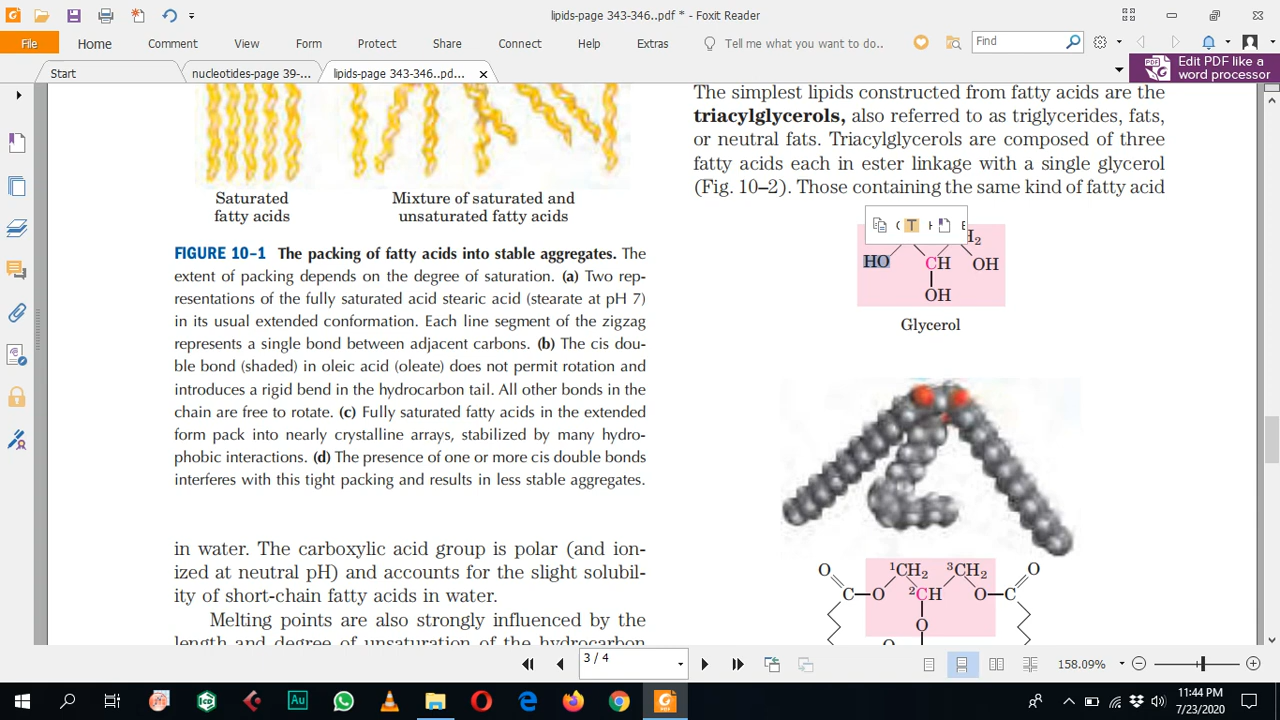 lipids-page 343-346..pdf * - Foxit Reader
File
Home
Comment
View
Form
Protect
Share
Connect
Help
Extras
Tell me what you want to do..
Find
Start
nucleotides-page 39-...
lipids-page 343-346..pd...
Edit PDF like a
word processor
Saturated
fatty acids
Mixture of saturated and
unsaturated fatty acids
FIGURE 10–1 The packing of fatty acids into stable aggregates. The
extent of packing depends on the degree of saturation. (a) Two rep-
resentations of the fully saturated acid stearic acid (stearate at pH 7)
in its usual extended conformation. Each line segment of the zigzag
represents a single bond between adjacent carbons. (b) The cis dou-
ble bond (shaded) in oleic acid (oleate) does not permit rotation and
introduces a rigid bend in the hydrocarbon tail. All other bonds in the
chain are free to rotate. (c) Fully saturated fatty acids in the extended
form pack into nearly crystalline arrays, stabilized by many hydro-
phobic interactions. (d) The presence of one or more cis double bonds
interferes with this tight packing and results in less stable aggregates.
in water. The carboxylic acid group is polar (and ion-
ized at neutral pH) and accounts for the slight solubil-
ity of short-chain fatty acids in water.
Melting points are also strongly influenced by the
length and degree of unsaturation of the hydrocarbon
The simplest lipids constructed from fatty acids are the
triacylglycerols, also referred to as triglycerides, fats,
or neutral fats. Triacylglycerols are composed of three
fatty acids each in ester linkage with a single glycerol
(Fig. 10–2). Those containing the same kind of fatty acid
HO CH OH
OH
Glycerol
O ¹CH₂ ³CH₂ O
C O ²CH O C
O
3 / 4
158.09%
11:44 PM
7/23/2020